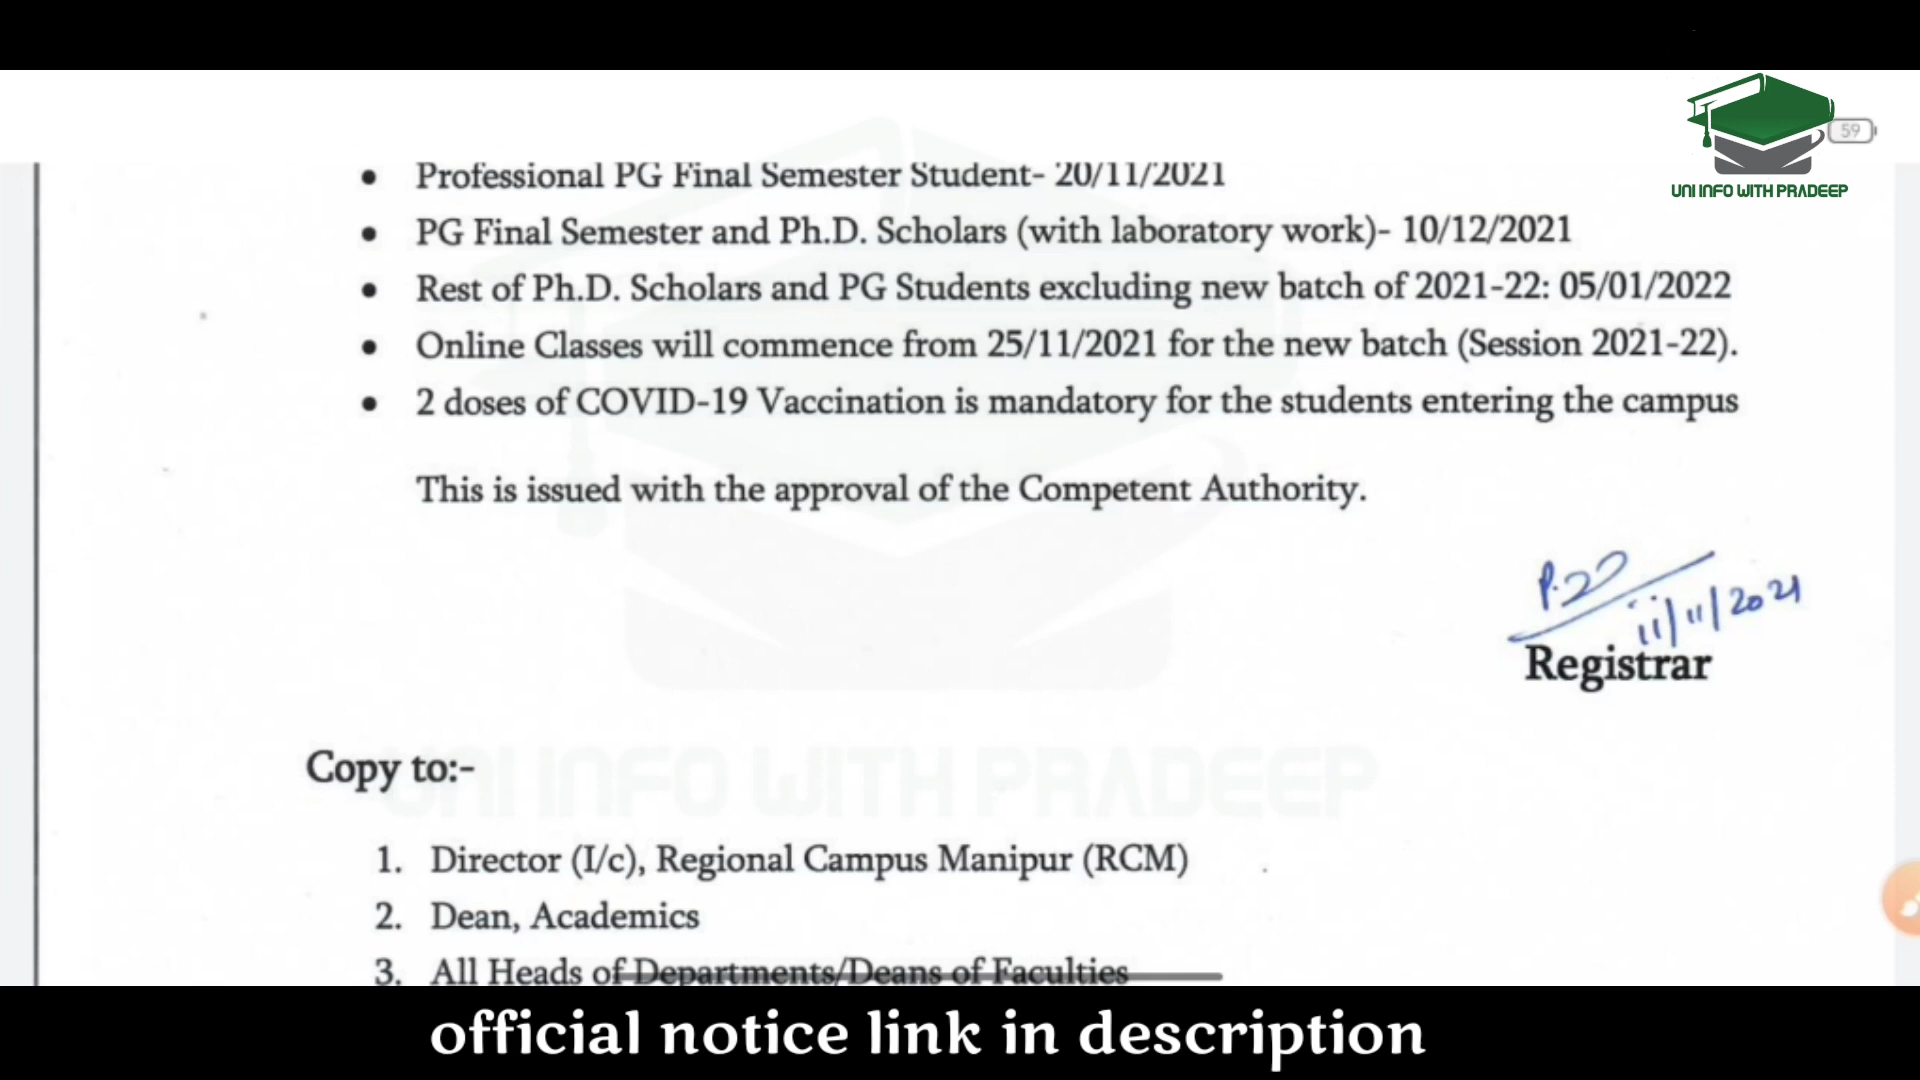 59
UNI INFO WITH PRADEEP
• Professional PG Final Semester Student- 20/11/2021
• PG Final Semester and Ph.D. Scholars (with laboratory work)- 10/12/2021
• Rest of Ph.D. Scholars and PG Students excluding new batch of 2021-22: 05/01/2022
• Online Classes will commence from 25/11/2021 for the new batch (Session 2021-22).
• 2 doses of COVID-19 Vaccination is mandatory for the students entering the campus
This is issued with the approval of the Competent Authority.
11/11/2021
Registrar
UNI INFO WITH PRADEEP
Copy to:-
1. Director (I/c), Regional Campus Manipur (RCM)
2. Dean, Academics
3. All Heads of Departments/Deans of Faculties
official notice link in description